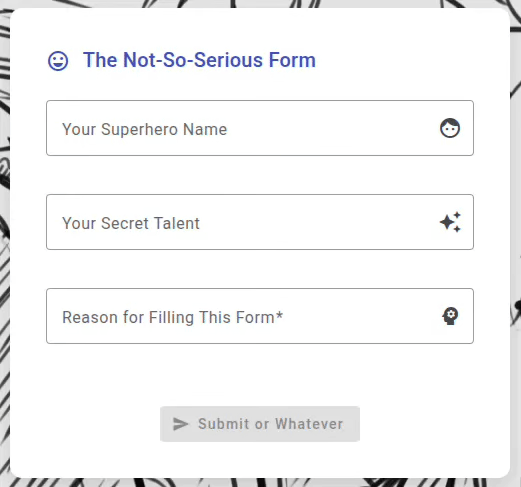 The Not-So-Serious Form
Your Superhero Name
Your Secret Talent
Reason for Filling This Form*
Submit or Whatever